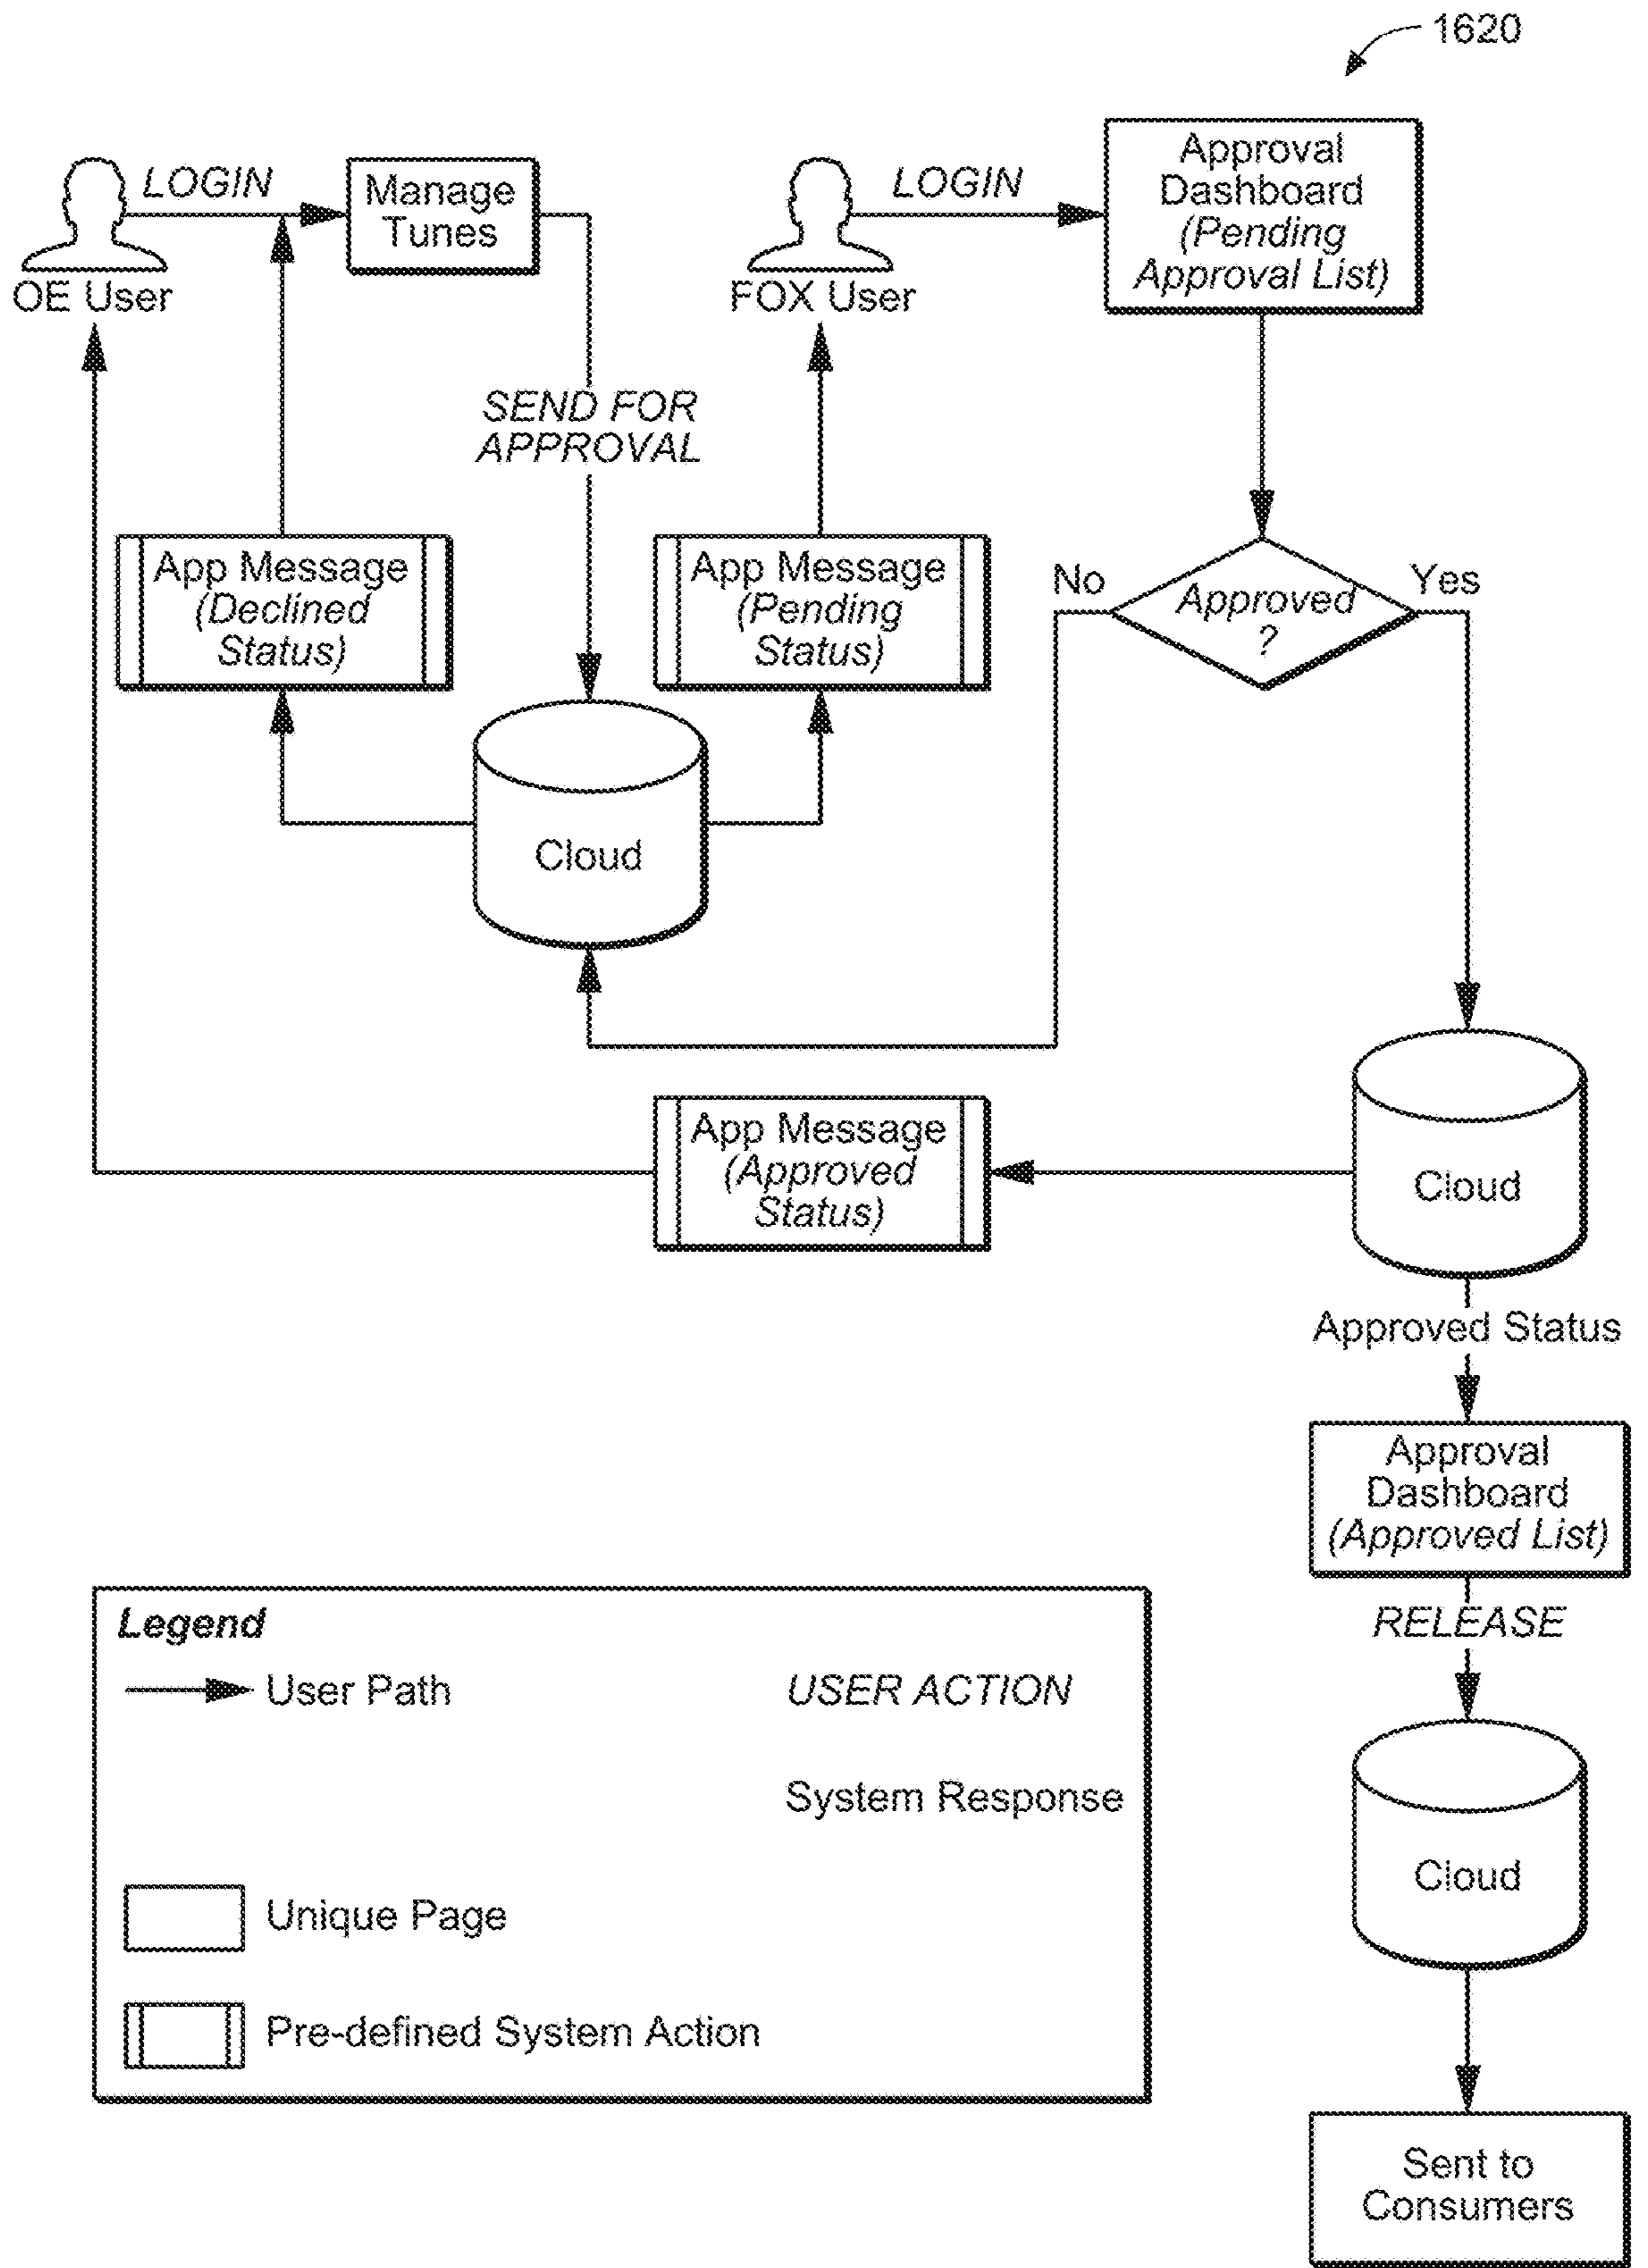 1620
LOGIN
Manage
Tunes
OE User
LOGIN
FOX User
Approval
Dashboard
(Pending
Approval List)
SEND FOR
APPROVAL
App Message
(Declined
Status)
App Message
(Pending
Status)
No
Approved
?
Yes
Cloud
App Message
(Approved
Status)
Cloud
Approved Status
Approval
Dashboard
(Approved List)
RELEASE
Cloud
Sent to
Consumers
Legend
User Path
USER ACTION
System Response
Unique Page
Pre-defined System Action